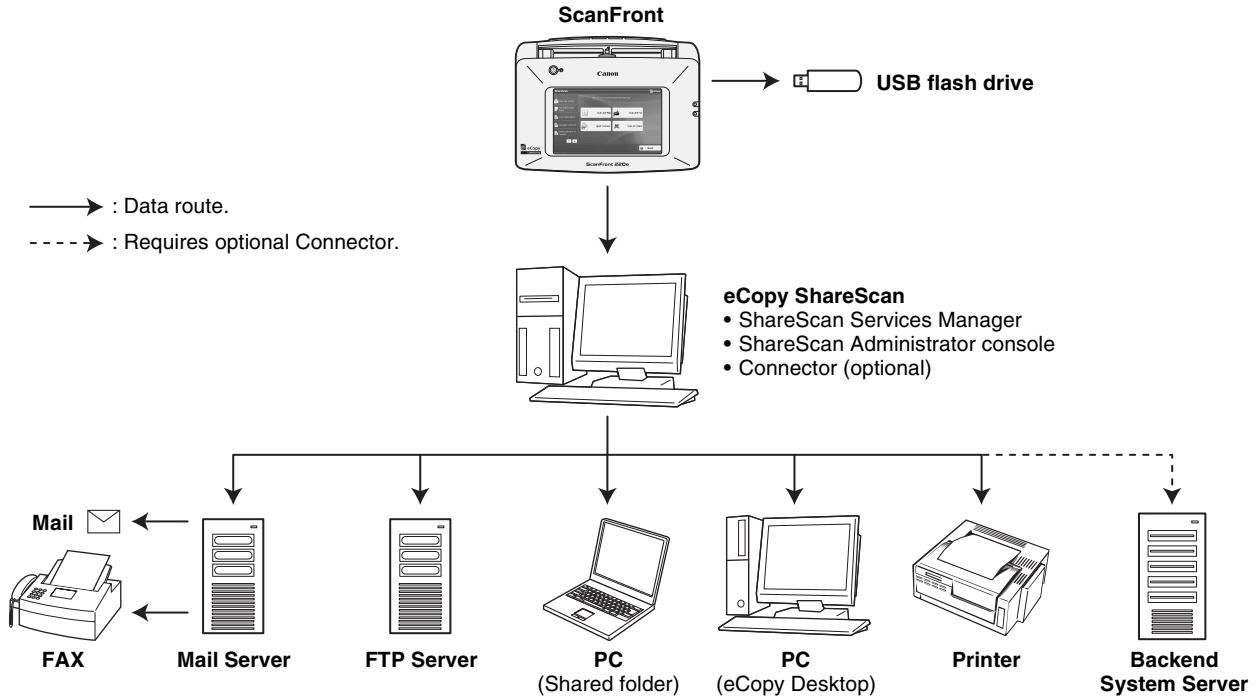 ScanFront
Canon
USB flash drive
eCopy
ScanFront 220e
: Data route.
: Requires optional Connector.
eCopy ShareScan
• ShareScan Services Manager
• ShareScan Administrator console
• Connector (optional)
Mail
FAX
Mail Server
FTP Server
PC
(Shared folder)
PC
(eCopy Desktop)
Printer
Backend
System Server